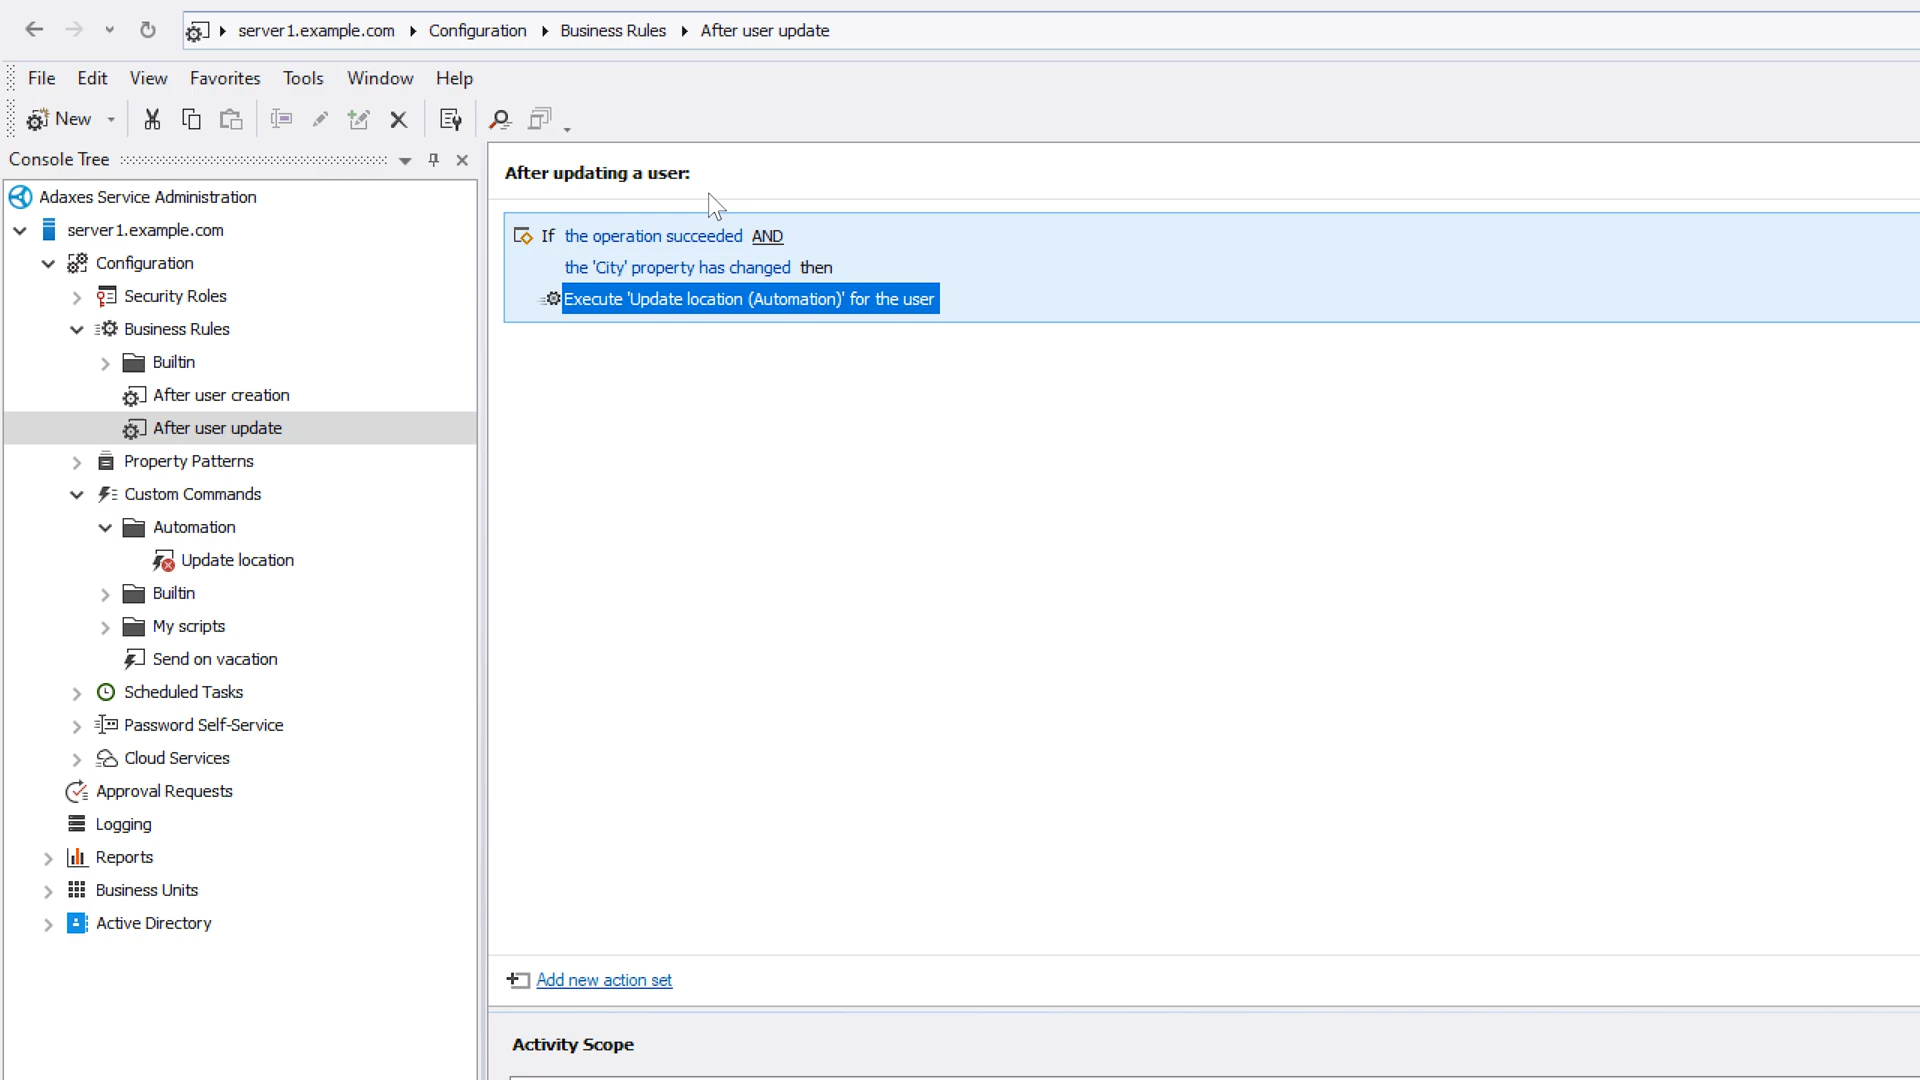 server1.example.com Configuration Business Rules After user update
File Edit View Favorites Tools Window Help
New
Console Tree
Adaxes Service Administration
server1.example.com
Configuration
Security Roles
Business Rules
Builtin
After user creation
After user update
Property Patterns
Custom Commands
Automation
Update location
Builtin
My scripts
Send on vacation
Scheduled Tasks
Password Self-Service
Cloud Services
Approval Requests
Logging
Reports
Business Units
Active Directory
After updating a user:
If the operation succeeded AND
the 'City' property has changed then
Execute 'Update location (Automation)' for the user
Add new action set
Activity Scope